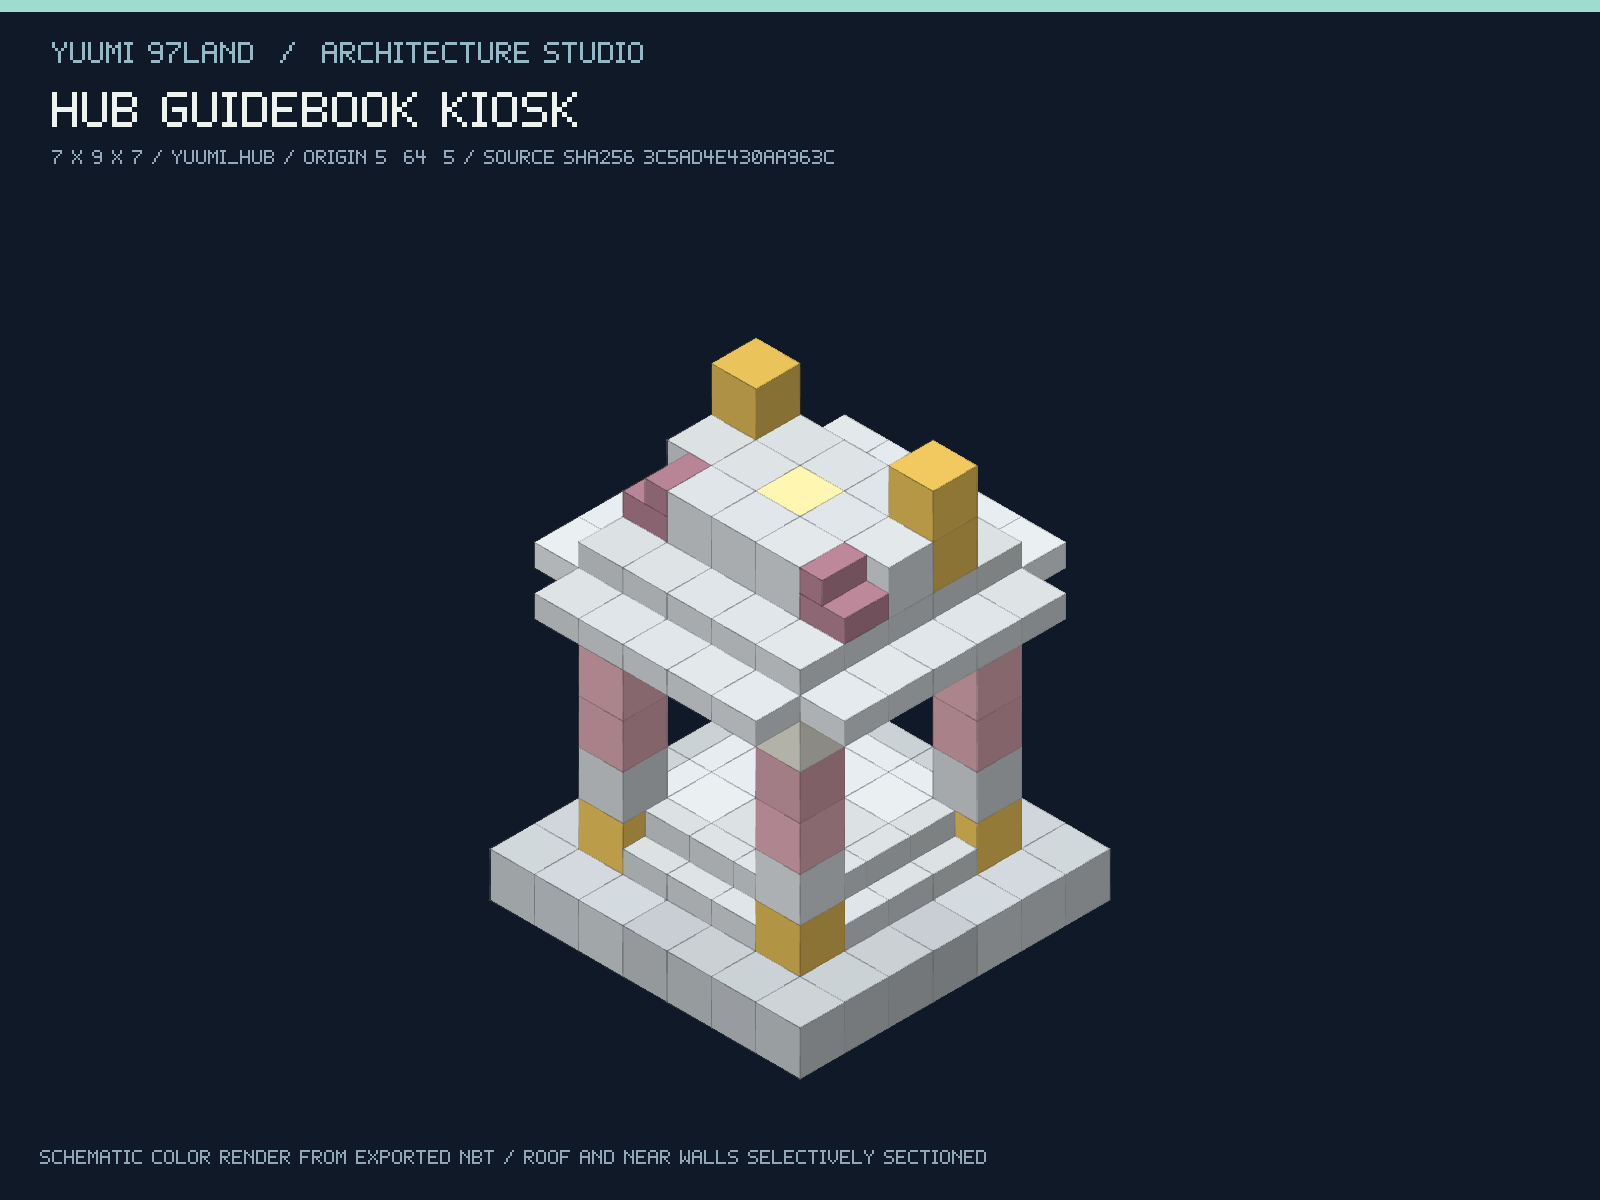 YUUMI 97LAND / ARCHITECTURE STUDIO
HUB GUIDEBOOK KIOSK
7 X 9 X 7 / YUUMI_HUB / ORIGIN 5 64 5 / SOURCE SHA256 3C5AD4E430AA963C
SCHEMATIC COLOR RENDER FROM EXPORTED NBT / ROOF AND NEAR WALLS SELECTIVELY SECTIONED